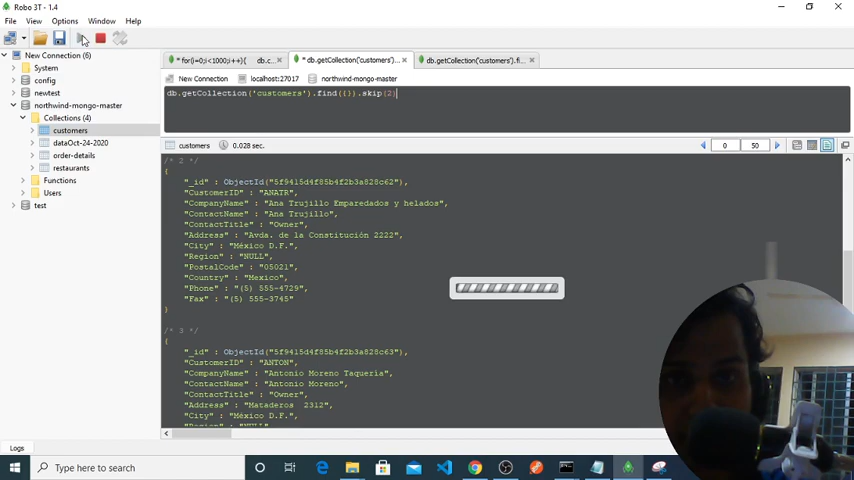 Robo 3T - 1.4
File View Options Window Help
New Connection (6)
System
config
newtest
northwind-mongo-master
Collections (4)
customers
dataOct-24-2020
order-details
restaurants
Functions
Users
test
* for(i=0;i<1000;i++){ db.c...
* db.getCollection('customers')....
db.getCollection('customers').fi...
New Connection localhost:27017 northwind-mongo-master
db.getCollection('customers').find({}).skip(2)
customers 0.028 sec.
0 50
/* 2 */
{
"_id" : ObjectId("5f9415d4f85b4f2b3a828c62"),
"CustomerID" : "ANATR",
"CompanyName" : "Ana Trujillo Emparedados y helados",
"ContactName" : "Ana Trujillo",
"ContactTitle" : "Owner",
"Address" : "Avda. de la Constitución 2222",
"City" : "México D.F.",
"Region" : "NULL",
"PostalCode" : "05021",
"Country" : "Mexico",
"Phone" : "(5) 555-4729",
"Fax" : "(5) 555-3745"
}
/* 3 */
{
"_id" : ObjectId("5f9415d4f85b4f2b3a828c63"),
"CustomerID" : "ANTON",
"CompanyName" : "Antonio Moreno Taquería",
"ContactName" : "Antonio Moreno",
"ContactTitle" : "Owner",
"Address" : "Mataderos 2312",
"City" : "México D.F.",
"Region" : "NULL",
Logs
Type here to search